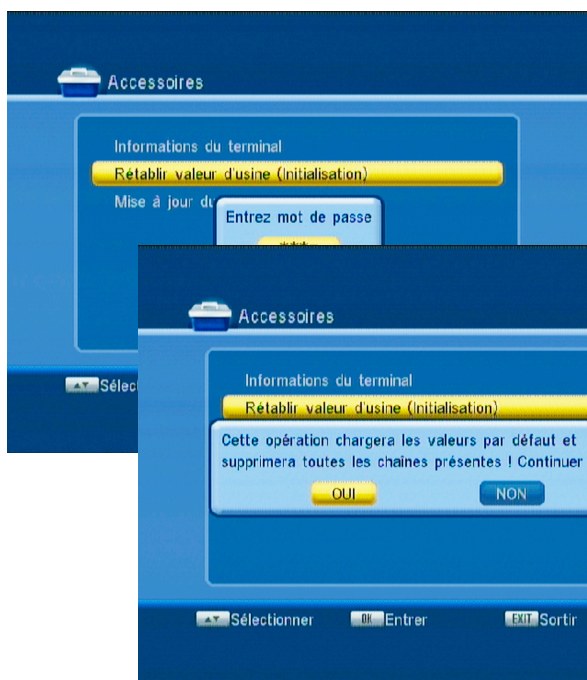 Accessoires
Informations du terminal
Rétablir valeur d'usine (Initialisation)
Mise à jour du
Entrez mot de passe
***
Sélec
Accessoires
Informations du terminal
Rétablir valeur d'usine (Initialisation)
Cette opération chargera les valeurs par défaut et
supprimera toutes les chaînes présentes ! Continuer
OUI
NON
Sélectionner OK Entrer EXIT Sortir